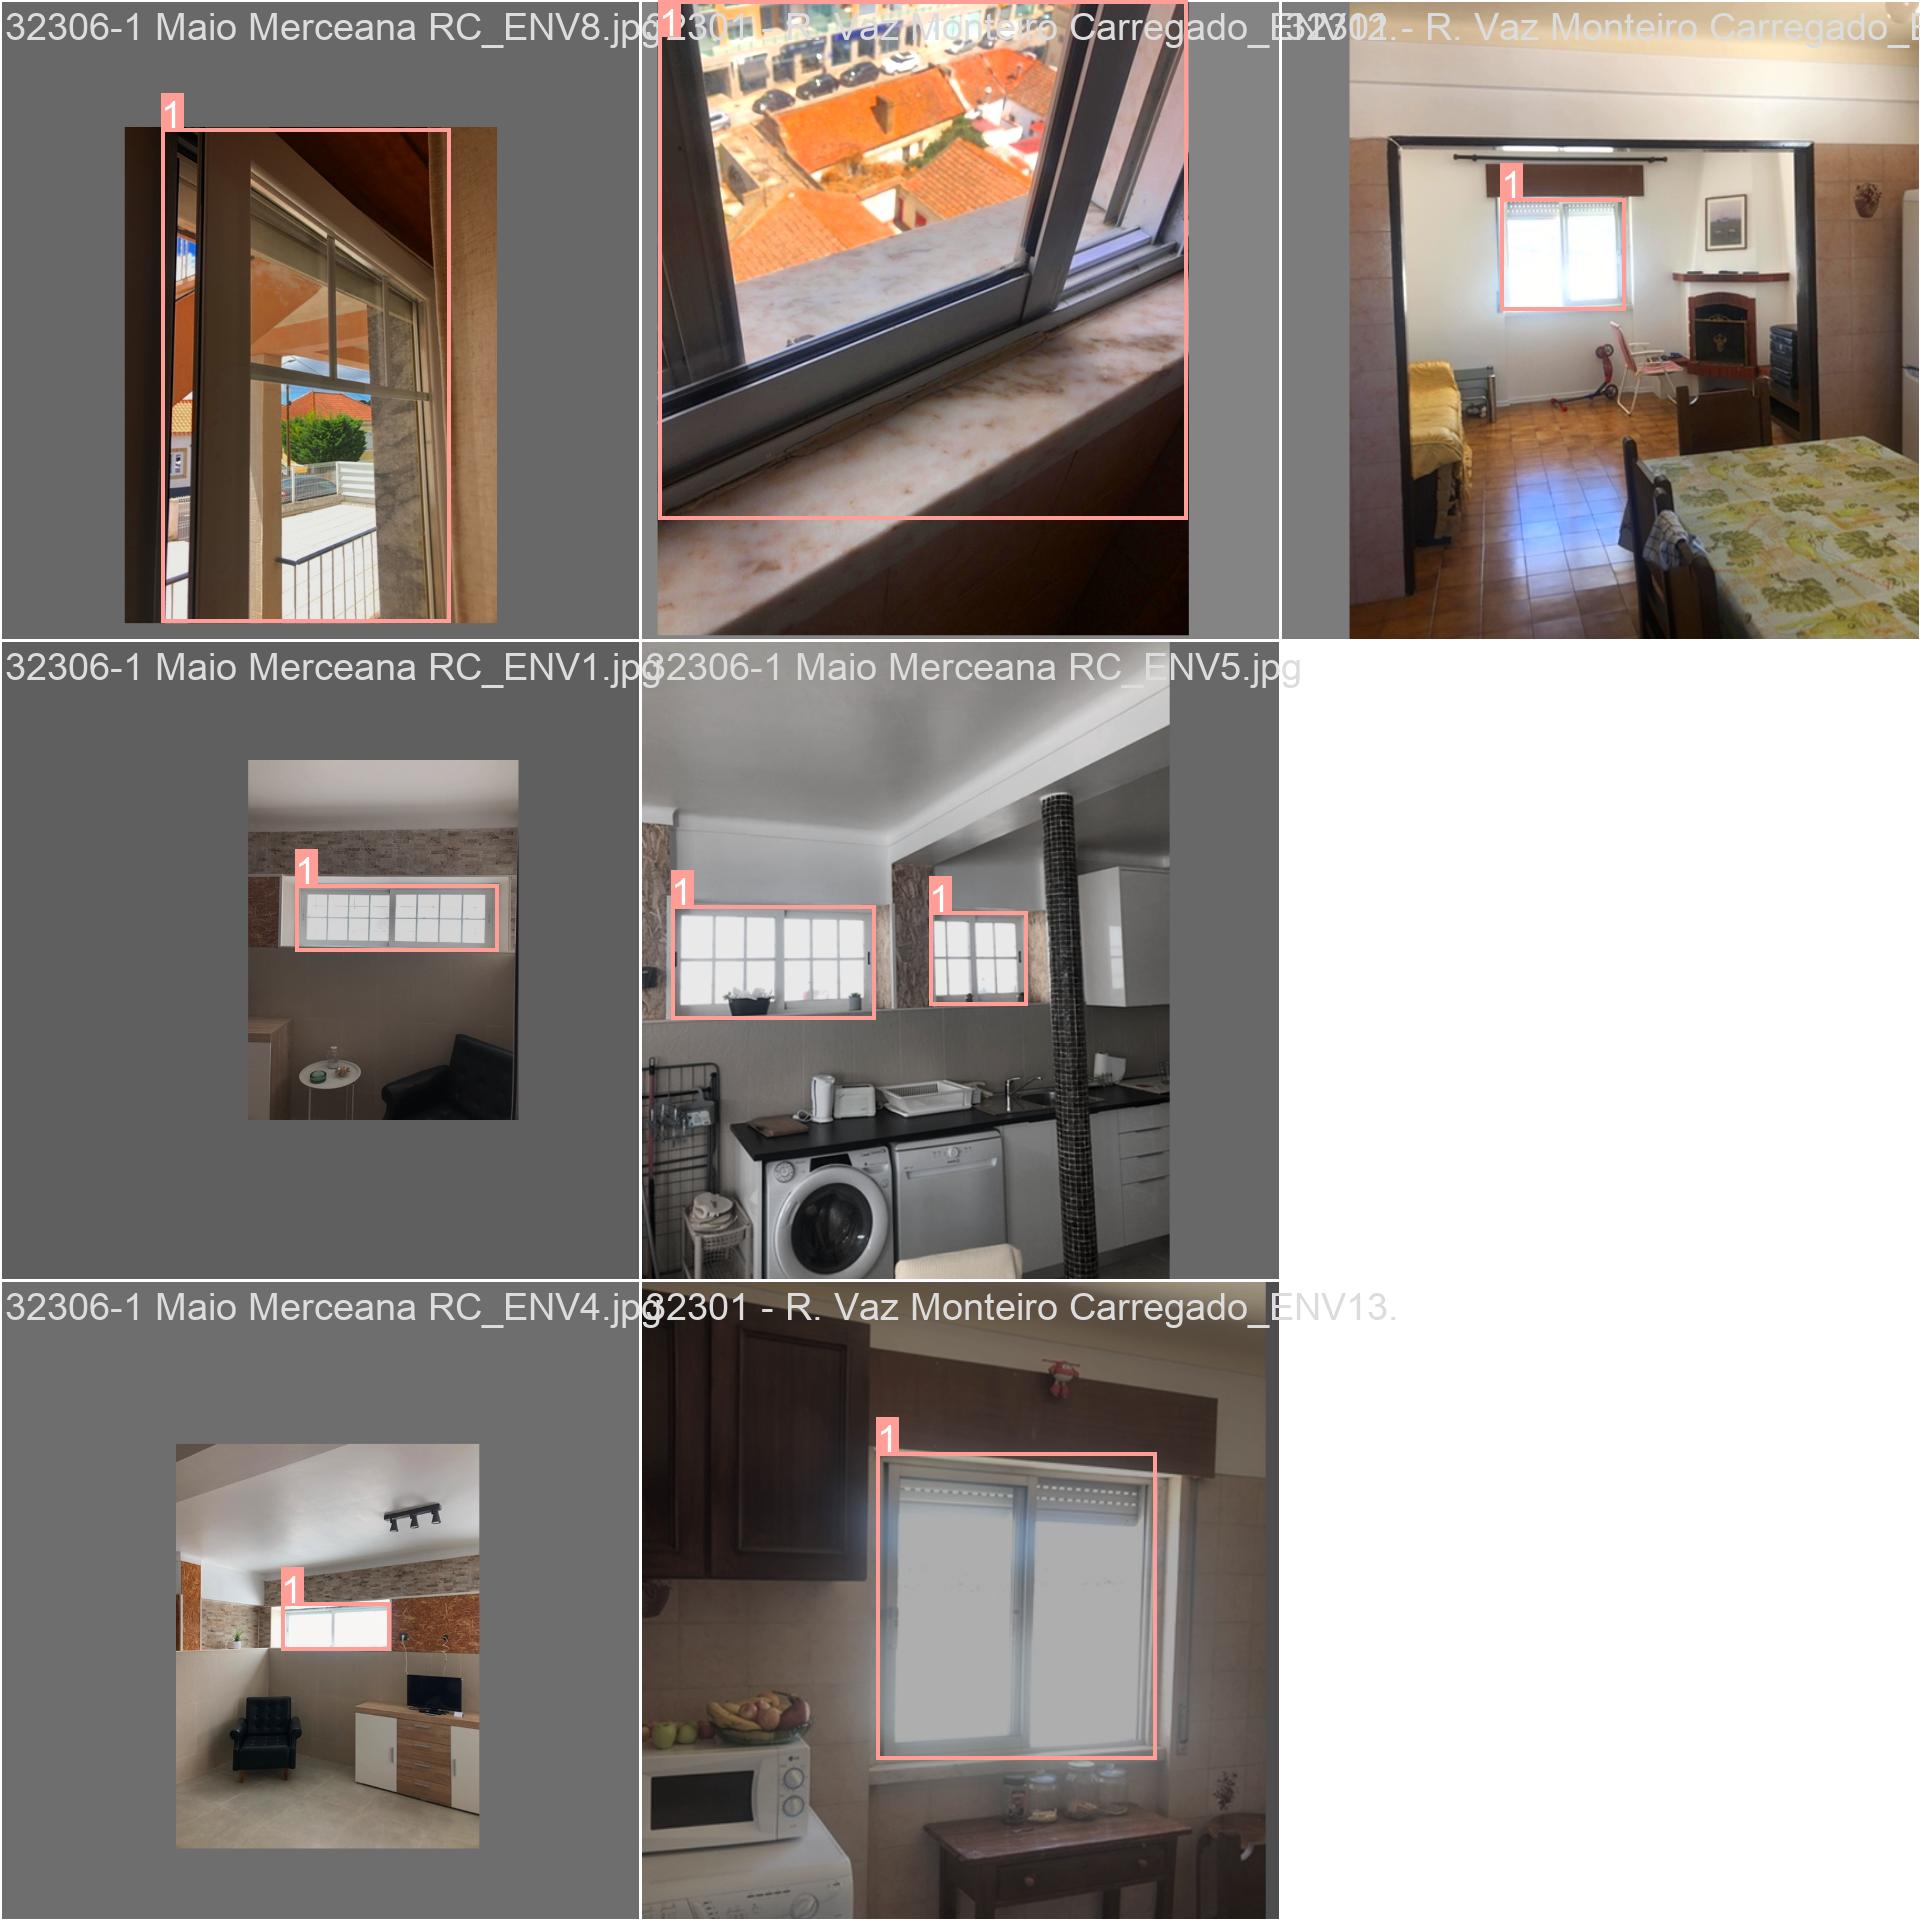 32306-1 Maio Merceana RC_ENV8.jpg
32301 - R. Vaz Monteiro Carregado_ENV12.
- R. Vaz Monteiro Carregado_E
1
1
1
32306-1 Maio Merceana RC_ENV1.jpg
32306-1 Maio Merceana RC_ENV5.jpg
1
1
1
32306-1 Maio Merceana RC_ENV4.jpg
32301 - R. Vaz Monteiro Carregado_ENV13.
1
1